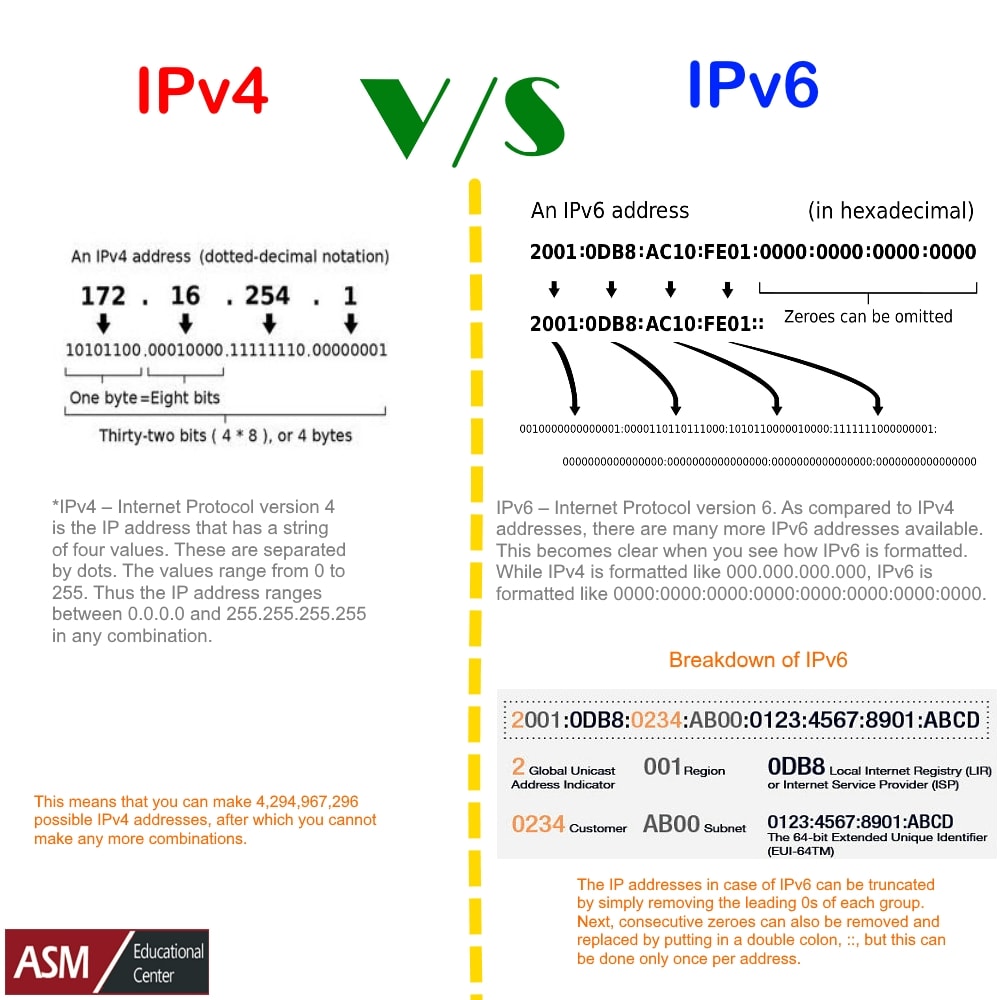 IPv4 V/S IPv6
An IPv4 address (dotted-decimal notation)
172 . 16 . 254 . 1
10101100.00010000.11111110.00000001
One byte=Eight bits
Thirty-two bits ( 4 * 8 ), or 4 bytes
*IPv4 – Internet Protocol version 4
is the IP address that has a string
of four values. These are separated
by dots. The values range from 0 to
255. Thus the IP address ranges
between 0.0.0.0 and 255.255.255.255
in any combination.
This means that you can make 4,294,967,296
possible IPv4 addresses, after which you cannot
make any more combinations.
ASM Educational
Center
An IPv6 address (in hexadecimal)
2001:0DB8:AC10:FE01:0000:0000:0000:0000
2001:0DB8:AC10:FE01:: Zeroes can be omitted
0010000000000001:0000110110111000:1010110000010000:1111111000000001:
0000000000000000:0000000000000000:0000000000000000:0000000000000000
IPv6 – Internet Protocol version 6. As compared to IPv4
addresses, there are many more IPv6 addresses available.
This becomes clear when you see how IPv6 is formatted.
While IPv4 is formatted like 000.000.000.000, IPv6 is
formatted like 0000:0000:0000:0000:0000:0000:0000:0000.
Breakdown of IPv6
2001:0DB8:0234:AB00:0123:4567:8901:ABCD
2 Global Unicast
Address Indicator
001 Region
0DB8 Local Internet Registry (LIR)
or Internet Service Provider (ISP)
0234 Customer
AB00 Subnet
0123:4567:8901:ABCD
The 64-bit Extended Unique Identifier
(EUI-64TM)
The IP addresses in case of IPv6 can be truncated
by simply removing the leading 0s of each group.
Next, consecutive zeroes can also be removed and
replaced by putting in a double colon, ::, but this can
be done only once per address.